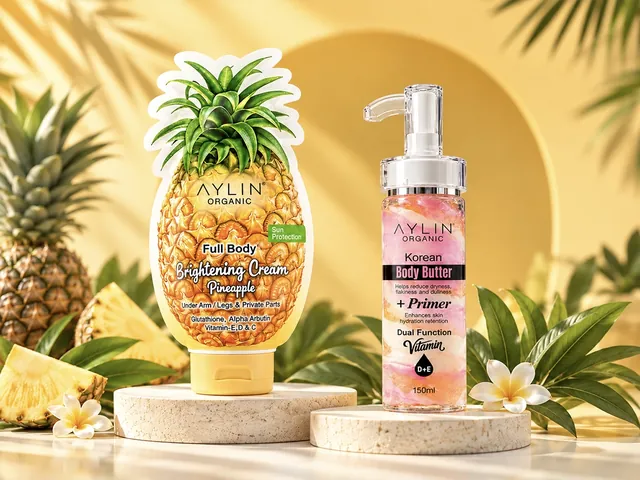 AYLIN
ORGANIC
Sun
Protection
Full Body
Brightening Cream
Pineapple
Under Arm / Legs & Private Parts
Glutathione, Alpha Arbutin
Vitamin-E,D & C
AYLIN
ORGANIC
Korean
Body Butter
Helps reduce dryness,
flakiness and dullness
+ Primer
Enhances skin
hydration retention
Dual Function
Vitamin
D+E
150ml